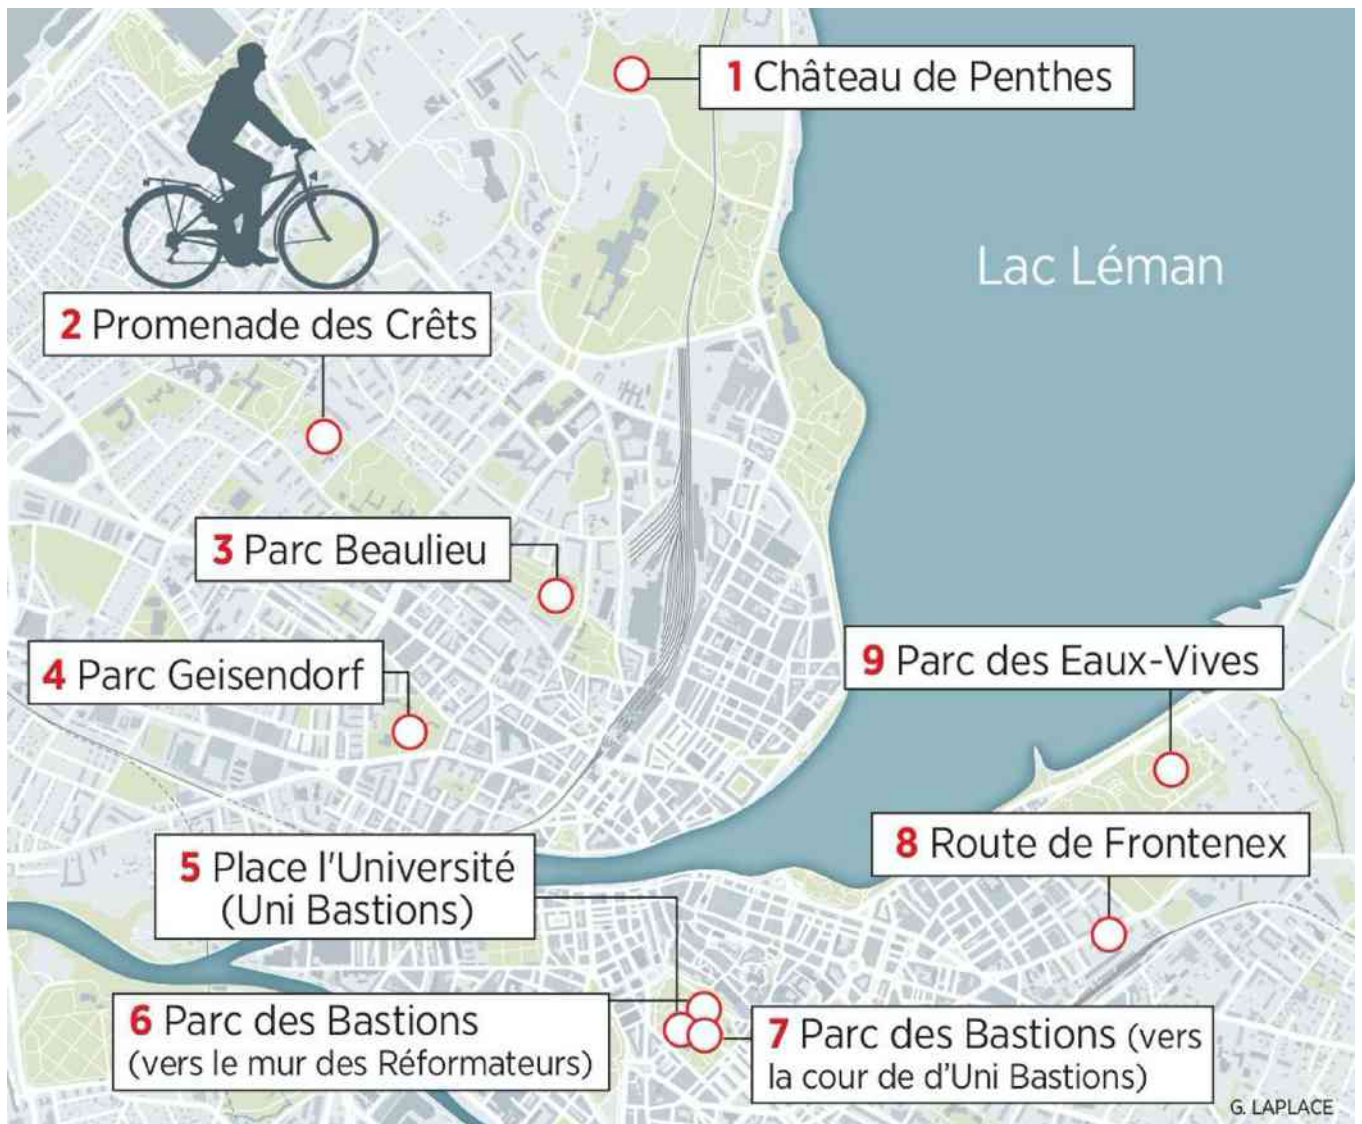 1 Château de Penthes
Lac Léman
2 Promenade des Crêts
3 Parc Beaulieu
4 Parc Geisendorf
9 Parc des Eaux-Vives
8 Route de Frontenex
5 Place l'Université
(Uni Bastions)
6 Parc des Bastions
(vers le mur des Réformateurs)
7 Parc des Bastions (vers
la cour de d'Uni Bastions)
G. LAPLACE